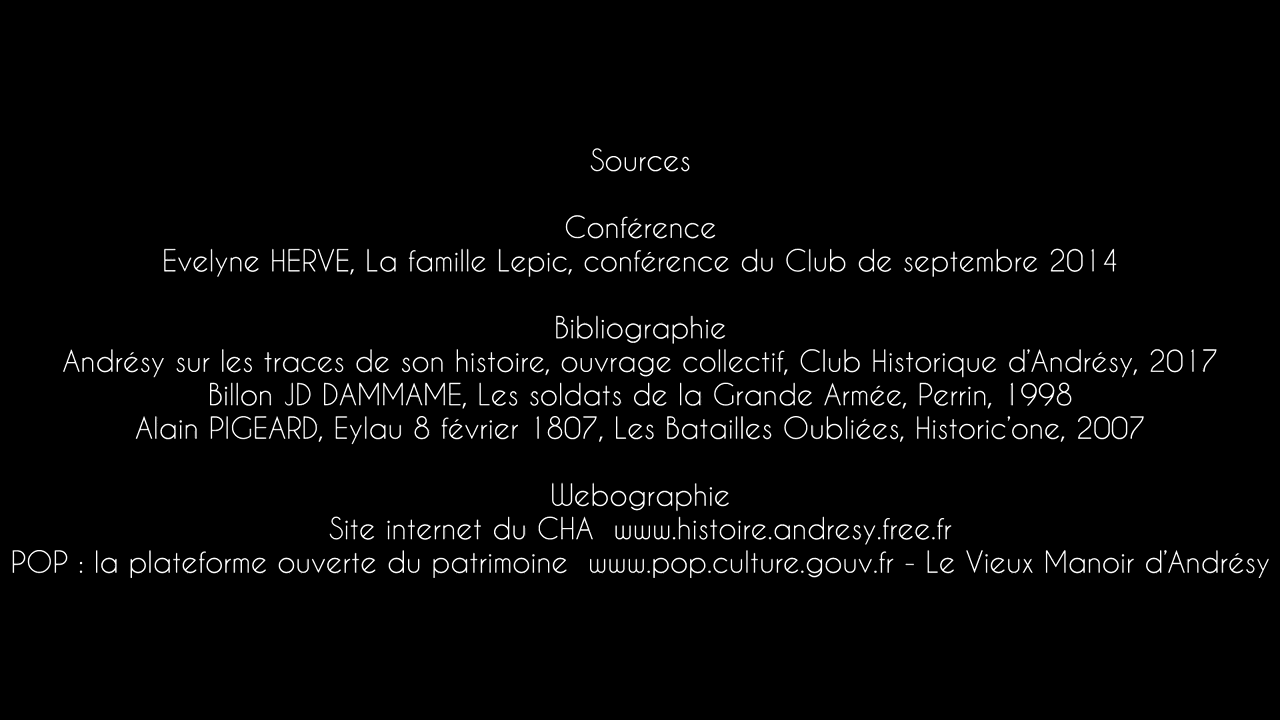 Sources
Conférence
Evelyne HERVE, La famille Lepic, conférence du Club de septembre 2014
Bibliographie
Andrésy sur les traces de son histoire, ouvrage collectif, Club Historique d'Andrésy, 2017
Billon JD DAMMAME, Les soldats de la Grande Armée, Perrin, 1998
Alain PIGEARD, Eylau 8 février 1807, Les Batailles Oubliées, Historic'one, 2007
Webographie
Site internet du CHA www.histoire.andresy.free.fr
POP : la plateforme ouverte du patrimoine www.pop.culture.gouv.fr - Le Vieux Manoir d'Andrésy